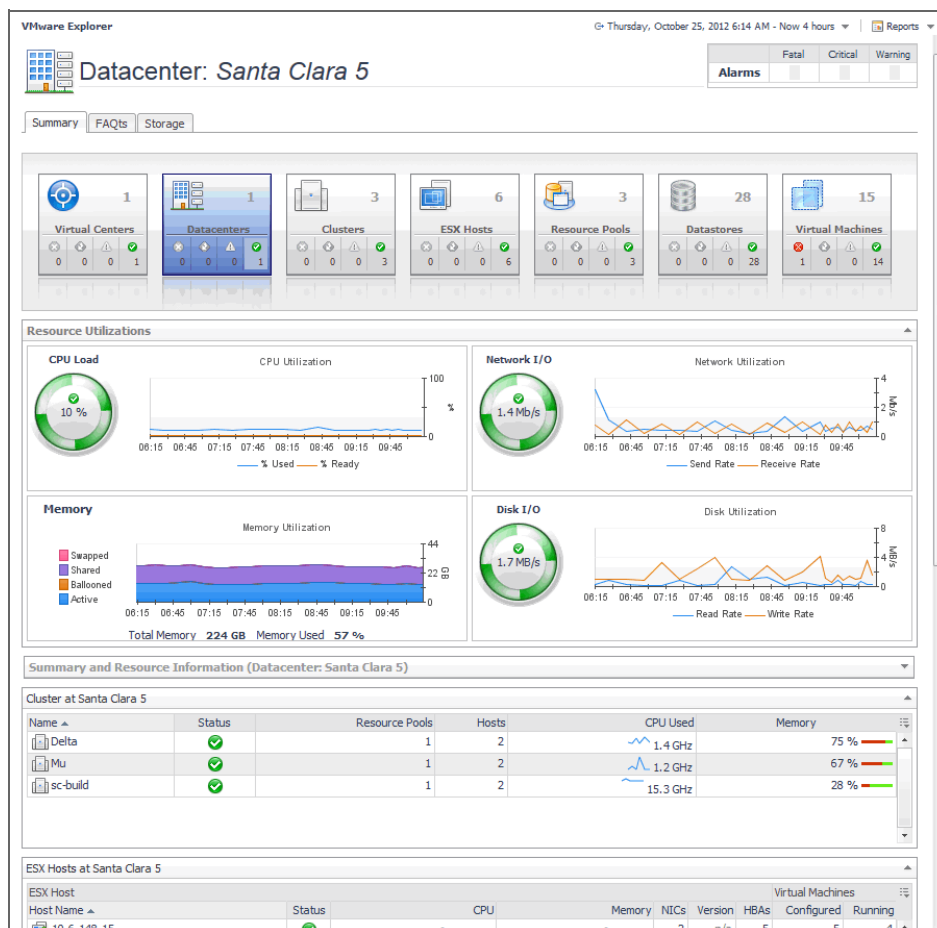 VMware Explorer
Thursday, October 25, 2012 6:14 AM - Now 4 hours Reports
Fatal Critical Warning
Alarms
Datacenter: Santa Clara 5
Summary FAQts Storage
1 1 3 6 3 28 15
Virtual Centers Datacenters Clusters ESX Hosts Resource Pools Datastores Virtual Machines
0 0 0 1 0 0 0 1 0 0 0 3 0 0 0 6 0 0 0 3 0 0 0 28 1 0 0 14
Resource Utilizations
CPU Load
CPU Utilization
10 %
100
%
0
06:15 06:45 07:15 07:45 08:15 08:45 09:15 09:45
% Used % Ready
Network I/O
Network Utilization
1.4 Mb/s
4
2
0
Mb/s
06:15 06:45 07:15 07:45 08:15 08:45 09:15 09:45
Send Rate Receive Rate
Memory
Memory Utilization
Swapped
Shared
Ballooned
Active
44
22
0
GB
06:15 06:45 07:15 07:45 08:15 08:45 09:15 09:45
Total Memory 224 GB Memory Used 57 %
Disk I/O
Disk Utilization
1.7 MB/s
8
4
0
MB/s
06:15 06:45 07:15 07:45 08:15 08:45 09:15 09:45
Read Rate Write Rate
Summary and Resource Information (Datacenter: Santa Clara 5)
Cluster at Santa Clara 5
Name Status Resource Pools Hosts CPU Used Memory
Delta 1 2 1.4 GHz 75 %
Mu 1 2 1.2 GHz 67 %
sc-build 1 2 15.3 GHz 28 %
ESX Hosts at Santa Clara 5
ESX Host Virtual Machines
Host Name Status CPU Memory NICs Version HBAs Configured Running